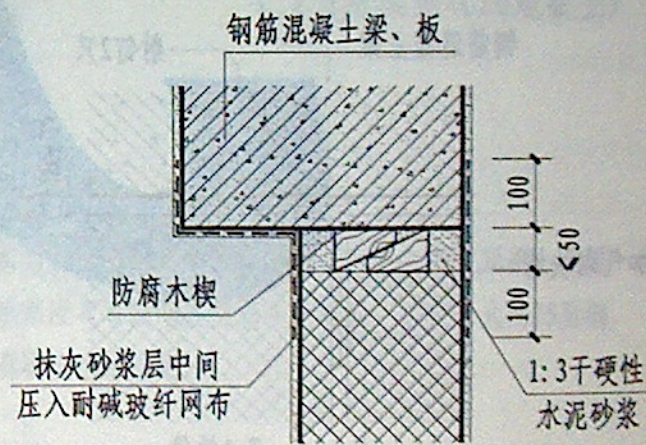 钢筋混凝土梁、板
100
≤50
100
防腐木楔
抹灰砂浆层中间
压入耐碱玻纤网布
1:3干硬性
水泥砂浆